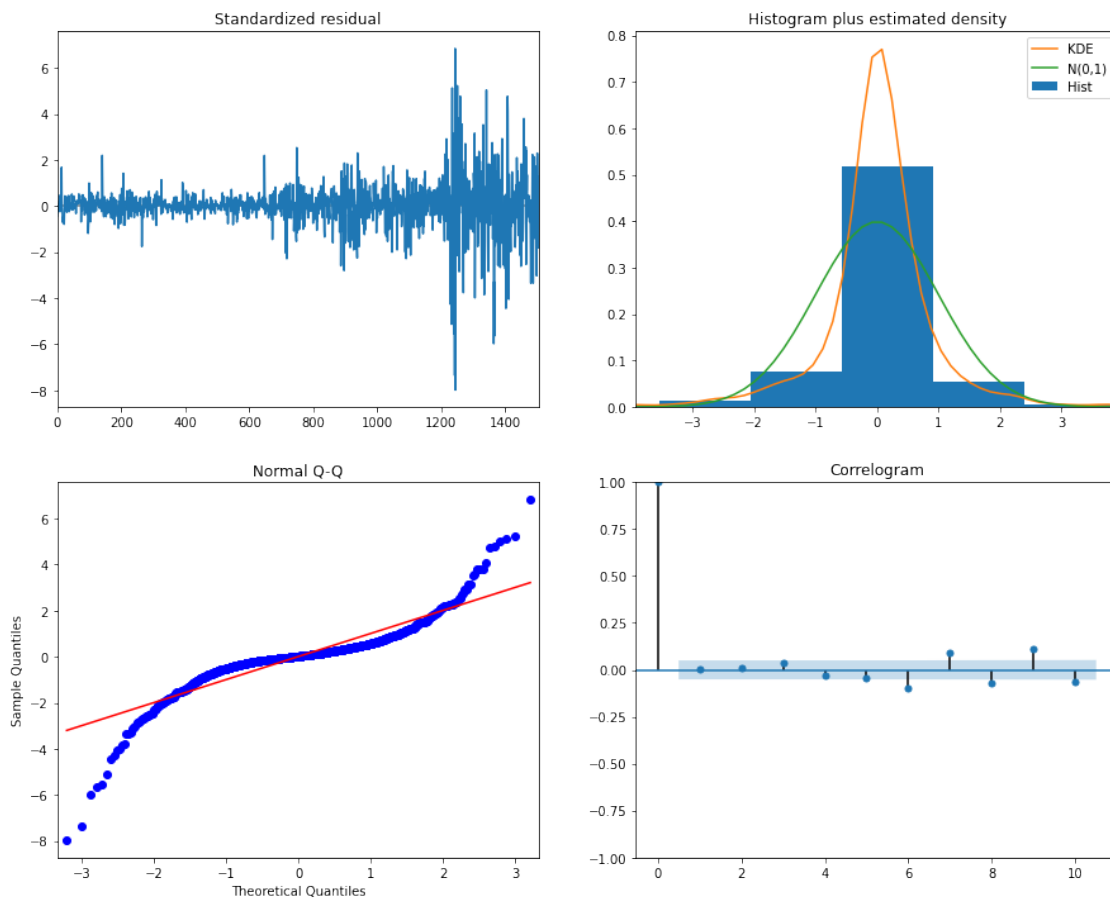 Standardized residual
6
4
2
0
−2
−4
−6
−8
0 200 400 600 800 1000 1200 1400
Histogram plus estimated density
0.8
0.7
0.6
0.5
0.4
0.3
0.2
0.1
0.0
−3 −2 −1 0 1 2 3
KDE
N(0,1)
Hist
Normal Q-Q
Sample Quantiles
6
4
2
0
−2
−4
−6
−8
−3 −2 −1 0 1 2 3
Theoretical Quantiles
Correlogram
1.00
0.75
0.50
0.25
0.00
−0.25
−0.50
−0.75
−1.00
0 2 4 6 8 10